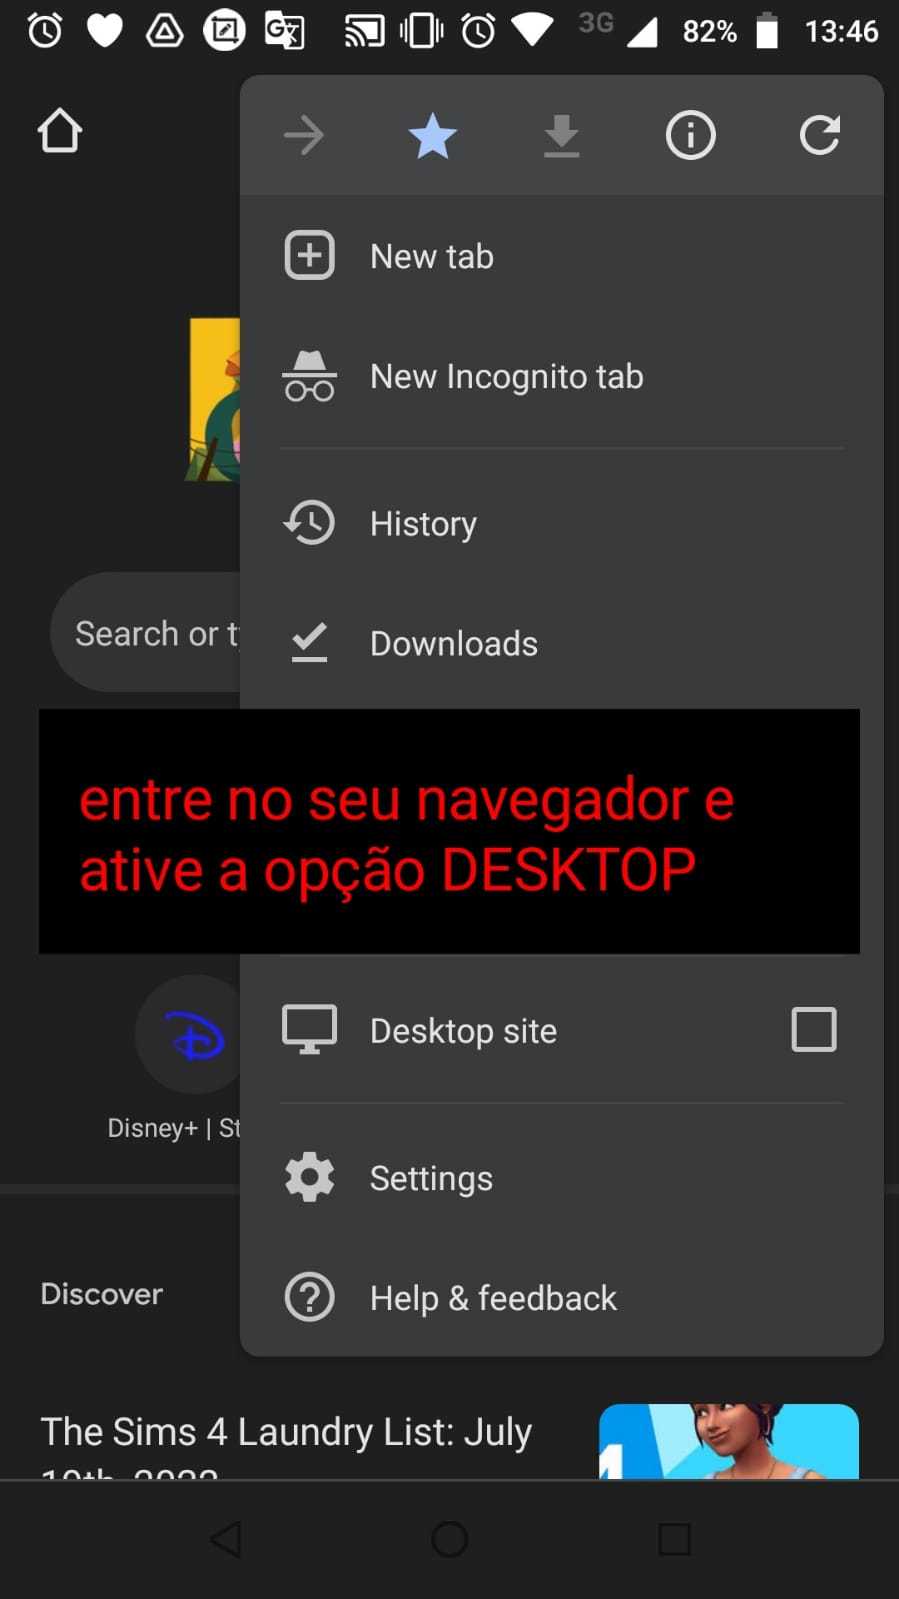 3G 82% 13:46
New tab
New Incognito tab
History
Search or t
Downloads
entre no seu navegador e
ative a opção DESKTOP
Desktop site
Disney+ | St
Settings
Discover
Help & feedback
The Sims 4 Laundry List: July